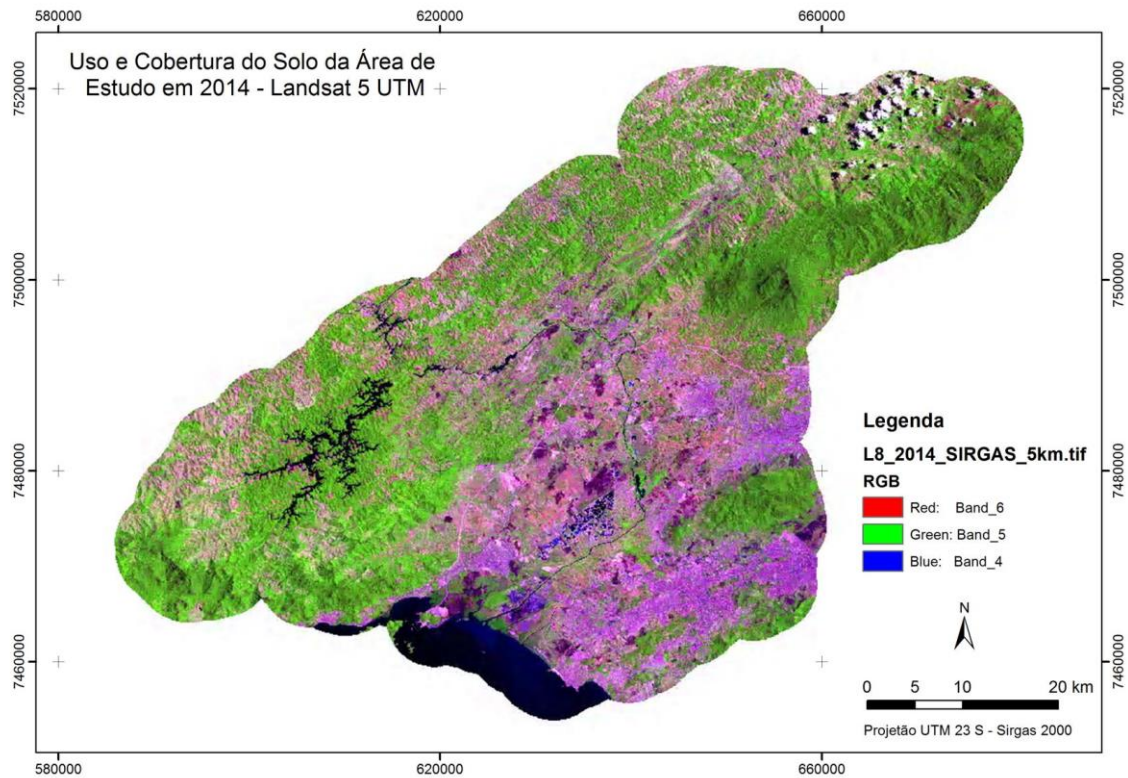 580000 620000 660000
Uso e Cobertura do Solo da Área de
Estudo em 2014 - Landsat 5 UTM
7520000 7520000
7500000 7500000
7480000 7480000
7460000 7460000
Legenda
L8_2014_SIRGAS_5km.tif
RGB
Red: Band_6
Green: Band_5
Blue: Band_4
N
0 5 10 20 km
Projetão UTM 23 S - Sirgas 2000
580000 620000 660000